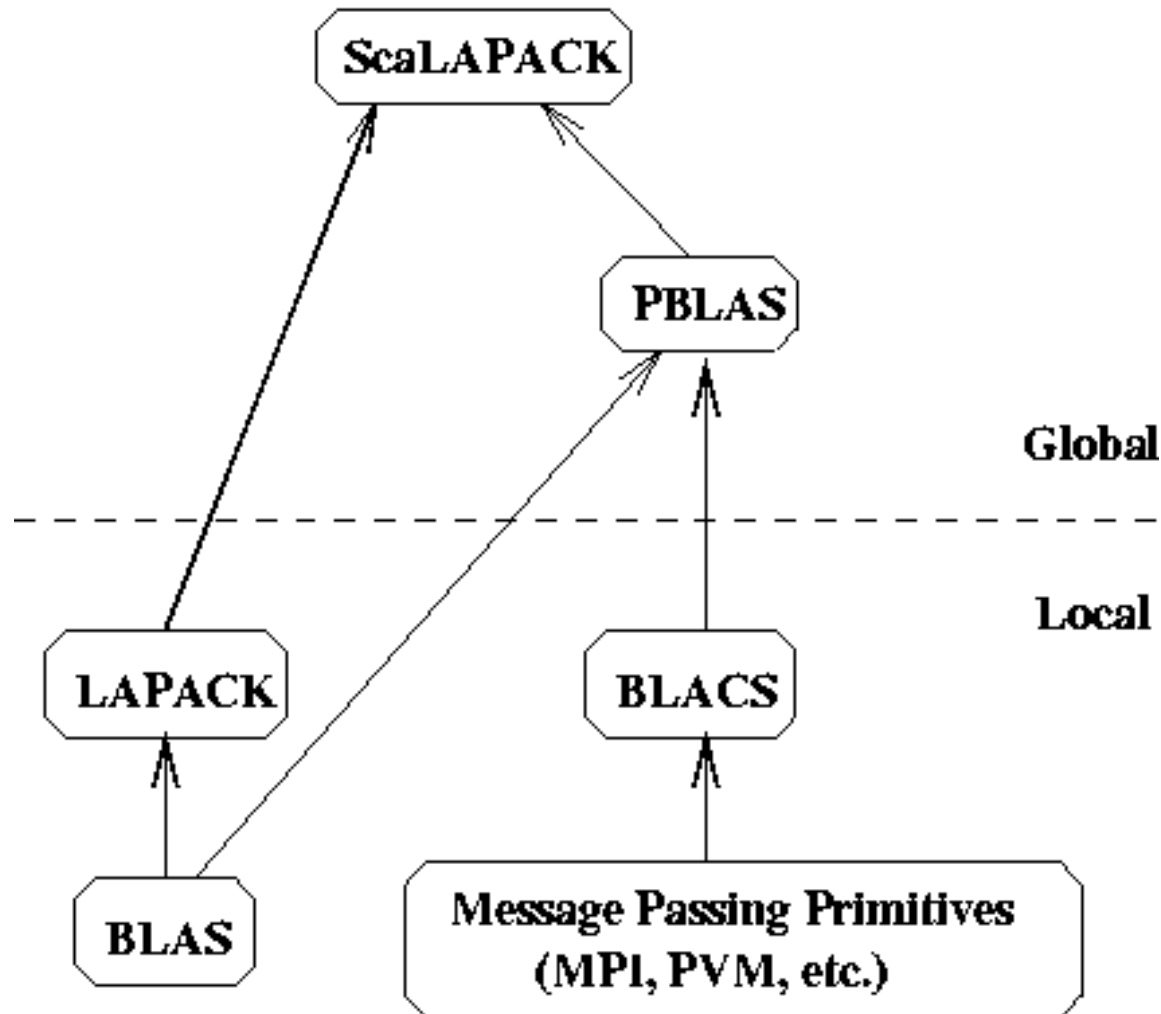 ScaLAPACK
PBLAS
Global
Local
LAPACK
BLACS
BLAS
Message Passing Primitives
(MPI, PVM, etc.)